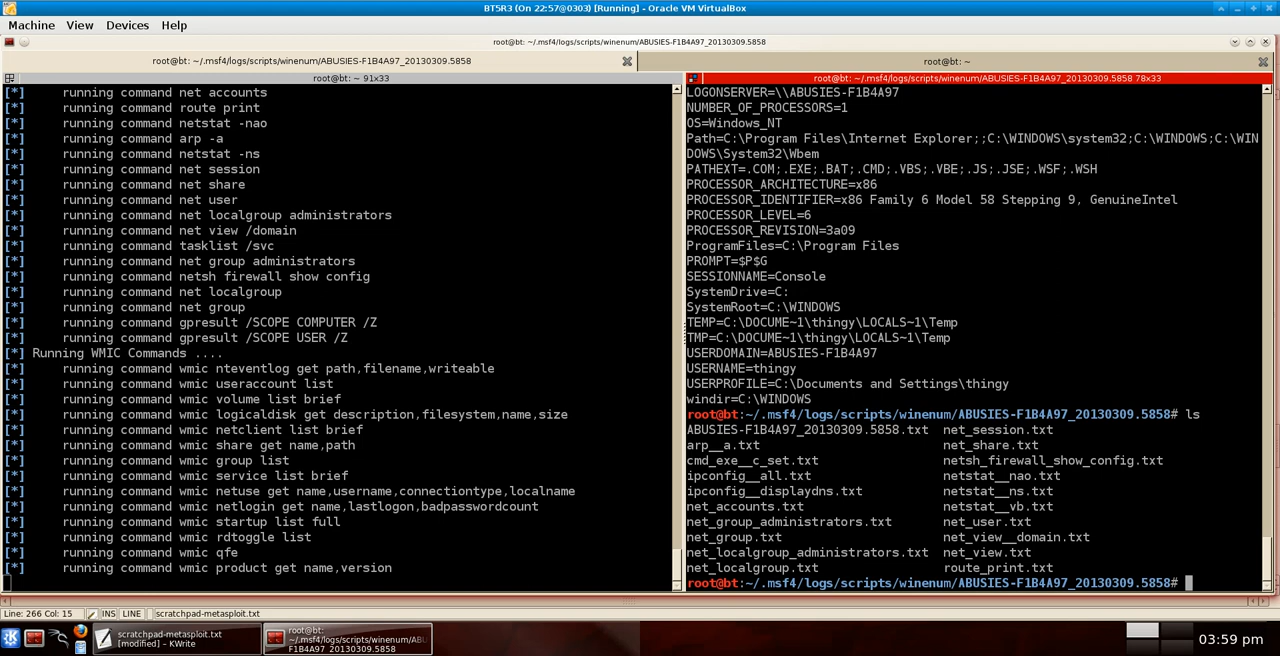 BT5R3 (On 22:57@0303) [Running] - Oracle VM VirtualBox
Machine View Devices Help
root@bt: ~/.msf4/logs/scripts/winenum/ABUSIES-F1B4A97_20130309.5858
root@bt: ~/.msf4/logs/scripts/winenum/ABUSIES-F1B4A97_20130309.5858
root@bt: ~
root@bt: ~ 91x33
[*] running command net accounts
[*] running command route print
[*] running command netstat -nao
[*] running command arp -a
[*] running command netstat -ns
[*] running command net session
[*] running command net share
[*] running command net user
[*] running command net localgroup administrators
[*] running command net view /domain
[*] running command tasklist /svc
[*] running command net group administrators
[*] running command netsh firewall show config
[*] running command net localgroup
[*] running command net group
[*] running command gpresult /SCOPE COMPUTER /Z
[*] running command gpresult /SCOPE USER /Z
[*] Running WMIC Commands ....
[*] running command wmic nteventlog get path,filename,writeable
[*] running command wmic useraccount list
[*] running command wmic volume list brief
[*] running command wmic logicaldisk get description,filesystem,name,size
[*] running command wmic netclient list brief
[*] running command wmic share get name,path
[*] running command wmic group list
[*] running command wmic service list brief
[*] running command wmic netuse get name,username,connectiontype,localname
[*] running command wmic netlogin get name,lastlogon,badpasswordcount
[*] running command wmic startup list full
[*] running command wmic rdtoggle list
[*] running command wmic qfe
[*] running command wmic product get name,version
root@bt: ~/.msf4/logs/scripts/winenum/ABUSIES-F1B4A97_20130309.5858 78x33
LOGONSERVER=\\ABUSIES-F1B4A97
NUMBER_OF_PROCESSORS=1
OS=Windows_NT
Path=C:\Program Files\Internet Explorer;;C:\WINDOWS\system32;C:\WINDOWS;C:\WIN
DOWS\System32\Wbem
PATHEXT=.COM;.EXE;.BAT;.CMD;.VBS;.VBE;.JS;.JSE;.WSF;.WSH
PROCESSOR_ARCHITECTURE=x86
PROCESSOR_IDENTIFIER=x86 Family 6 Model 58 Stepping 9, GenuineIntel
PROCESSOR_LEVEL=6
PROCESSOR_REVISION=3a09
ProgramFiles=C:\Program Files
PROMPT=$P$G
SESSIONNAME=Console
SystemDrive=C:
SystemRoot=C:\WINDOWS
TEMP=C:\DOCUME~1\thingy\LOCALS~1\Temp
TMP=C:\DOCUME~1\thingy\LOCALS~1\Temp
USERDOMAIN=ABUSIES-F1B4A97
USERNAME=thingy
USERPROFILE=C:\Documents and Settings\thingy
windir=C:\WINDOWS
root@bt:~/.msf4/logs/scripts/winenum/ABUSIES-F1B4A97_20130309.5858# ls
ABUSIES-F1B4A97_20130309.5858.txt net_session.txt
arp__a.txt net_share.txt
cmd_exe__c_set.txt netsh_firewall_show_config.txt
ipconfig__all.txt netstat__nao.txt
ipconfig__displaydns.txt netstat__ns.txt
net_accounts.txt netstat__vb.txt
net_group_administrators.txt net_user.txt
net_group.txt net_view__domain.txt
net_localgroup_administrators.txt net_view.txt
net_localgroup.txt route_print.txt
root@bt:~/.msf4/logs/scripts/winenum/ABUSIES-F1B4A97_20130309.5858#
Line: 266 Col: 15 INS LINE scratchpad-metasploit.txt
scratchpad-metasploit.txt
[modified] – KWrite
root@bt:
~/.msf4/logs/scripts/winenum/ABU
F1B4A97_20130309.5858
03:59 pm